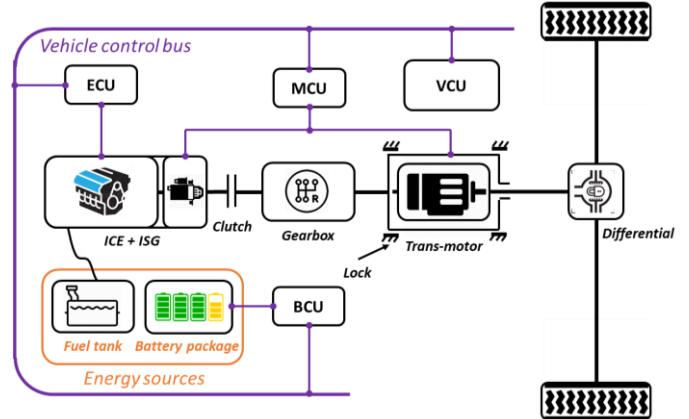 Vehicle control bus
ECU
MCU
VCU
R
ICE + ISG
Clutch
Gearbox
Trans-motor
Differential
Lock
BCU
Fuel tank
Battery package
Energy sources